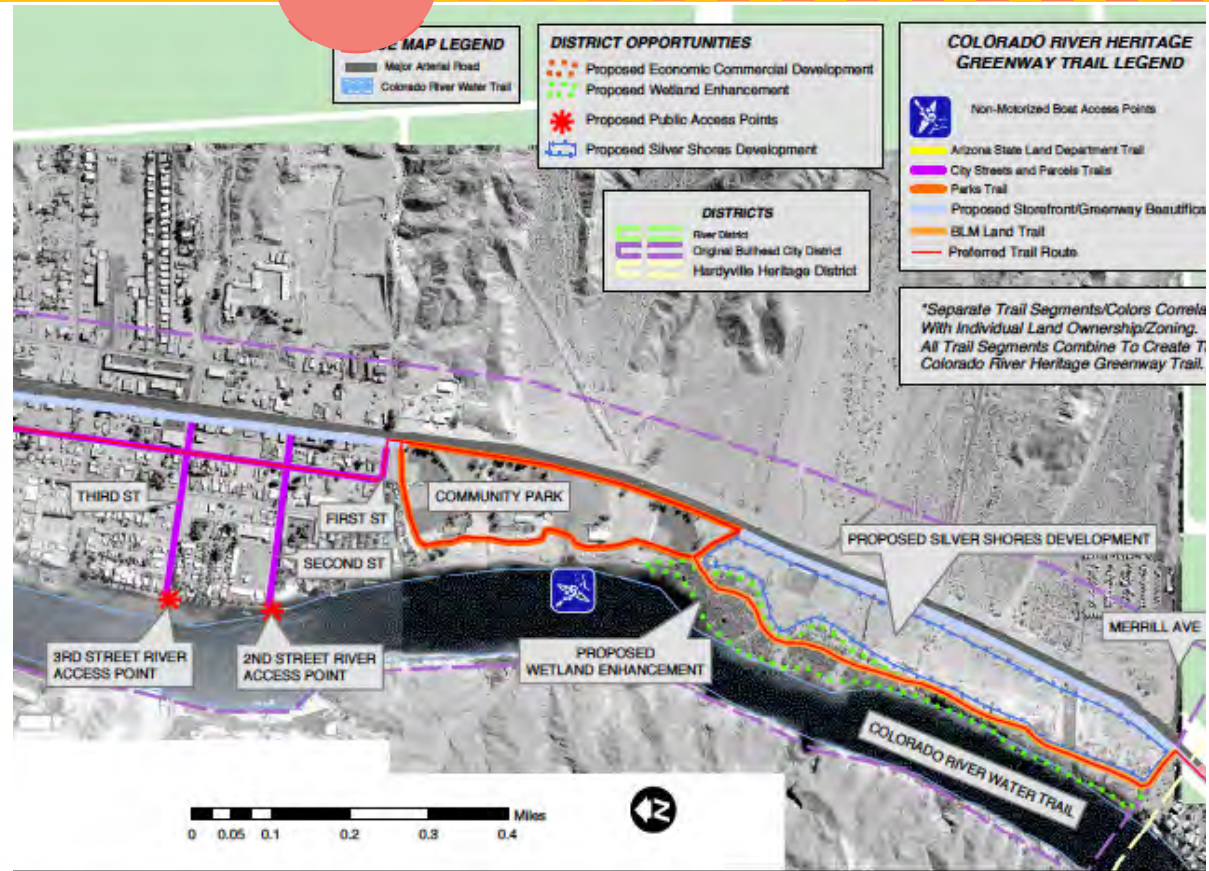 MAP LEGEND
Major Arterial Road
Colorado River Water Trail
DISTRICT OPPORTUNITIES
Proposed Economic Commercial Development
Proposed Wetland Enhancement
Proposed Public Access Points
Proposed Silver Shores Development
DISTRICTS
River District
Original Bullhead City District
Hardyville Heritage District
COLORADO RIVER HERITAGE
GREENWAY TRAIL LEGEND
Non-Motorized Boat Access Points
Arizona State Land Department Trail
City Streets and Parcels Trails
Parks Trail
Proposed Storefront/Greenway Beautifica
BLM Land Trail
Preferred Trail Route
*Separate Trail Segments/Colors Correla
With Individual Land Ownership/Zoning.
All Trail Segments Combine To Create T
Colorado River Heritage Greenway Trail.
THIRD ST
FIRST ST
SECOND ST
COMMUNITY PARK
PROPOSED SILVER SHORES DEVELOPMENT
MERRILL AVE
3RD STREET RIVER
ACCESS POINT
2ND STREET RIVER
ACCESS POINT
PROPOSED
WETLAND ENHANCEMENT
COLORADO RIVER WATER TRAIL
Miles
0 0.05 0.1 0.2 0.3 0.4
N